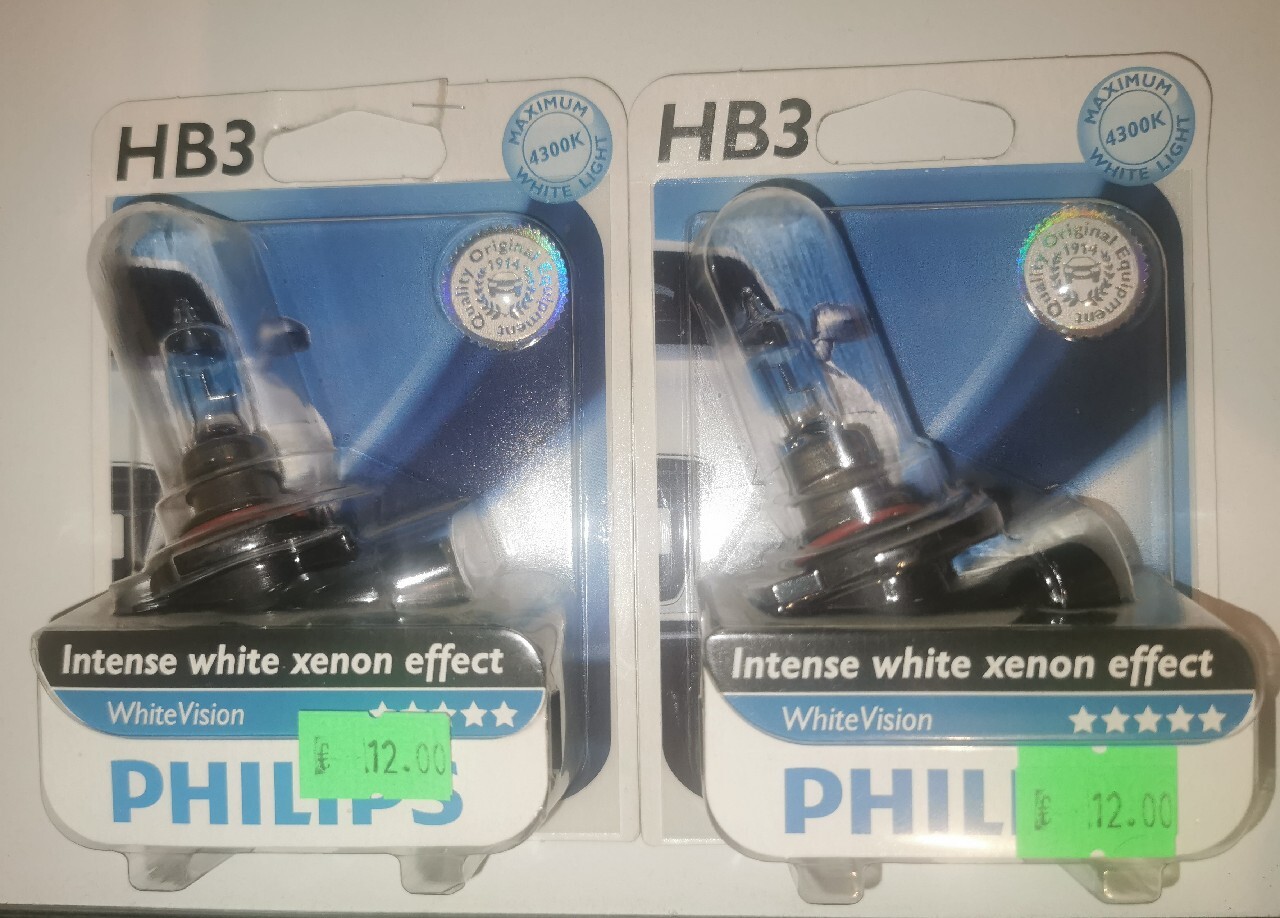 HB3
MAXIMUM
4300K
WHITE LIGHT
Quality Original Equipment
1914
Intense white xenon effect
WhiteVision
£ 12.00
PHILIPS
HB3
MAXIMUM
4300K
WHITE LIGHT
Quality Original Equipment
1914
Intense white xenon effect
WhiteVision
PHIL
£ 12.00